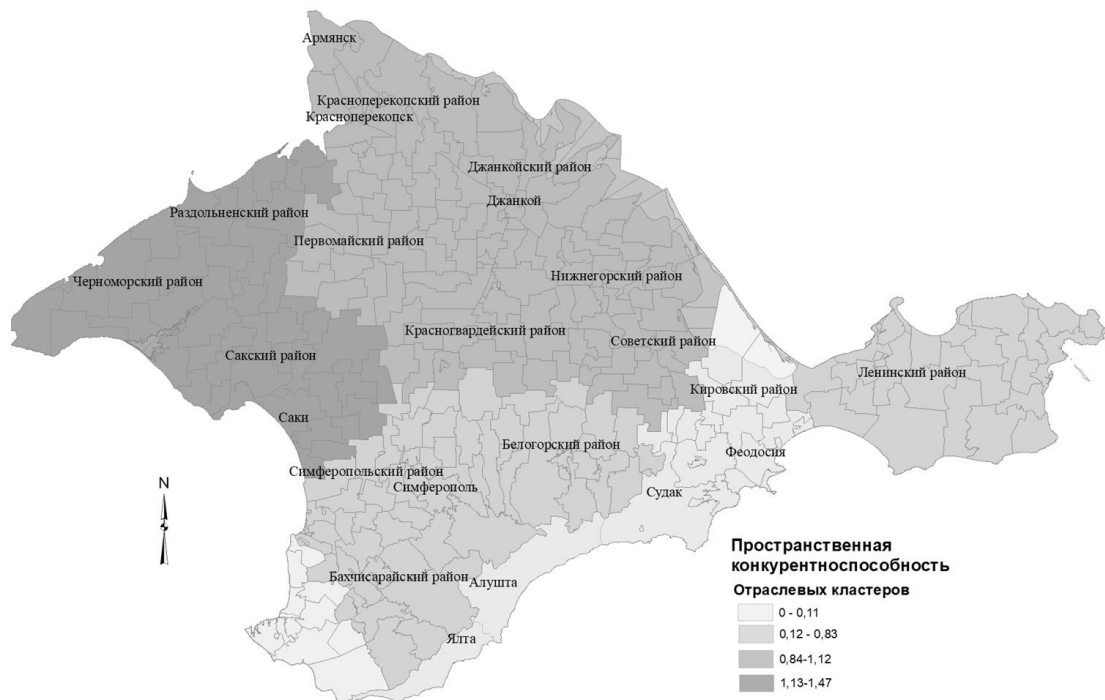 Армянск
Красноперекопский район
Красноперекопск
Джанкойский район
Джанкой
Раздольненский район
Первомайский район
Черноморский район
Нижнегорский район
Красногвардейский район
Советский район
Сакский район
Ленинский район
Кировский район
Саки
Белогорский район
Феодосия
Симферопольский район
Симферополь
Судак
N
Бахчисарайский район
Алушта
Ялта
Пространственная
конкурентноспособность
Отраслевых кластеров
0 - 0,11
0,12 - 0,83
0,84-1,12
1,13-1,47